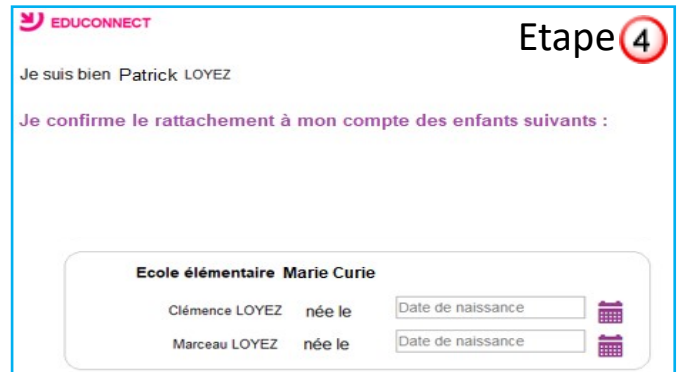 EDUCONNECT
Etape 4
Je suis bien Patrick LOYEZ
Je confirme le rattachement à mon compte des enfants suivants :
Ecole élémentaire Marie Curie
Clémence LOYEZ née le Date de naissance
Marceau LOYEZ née le Date de naissance